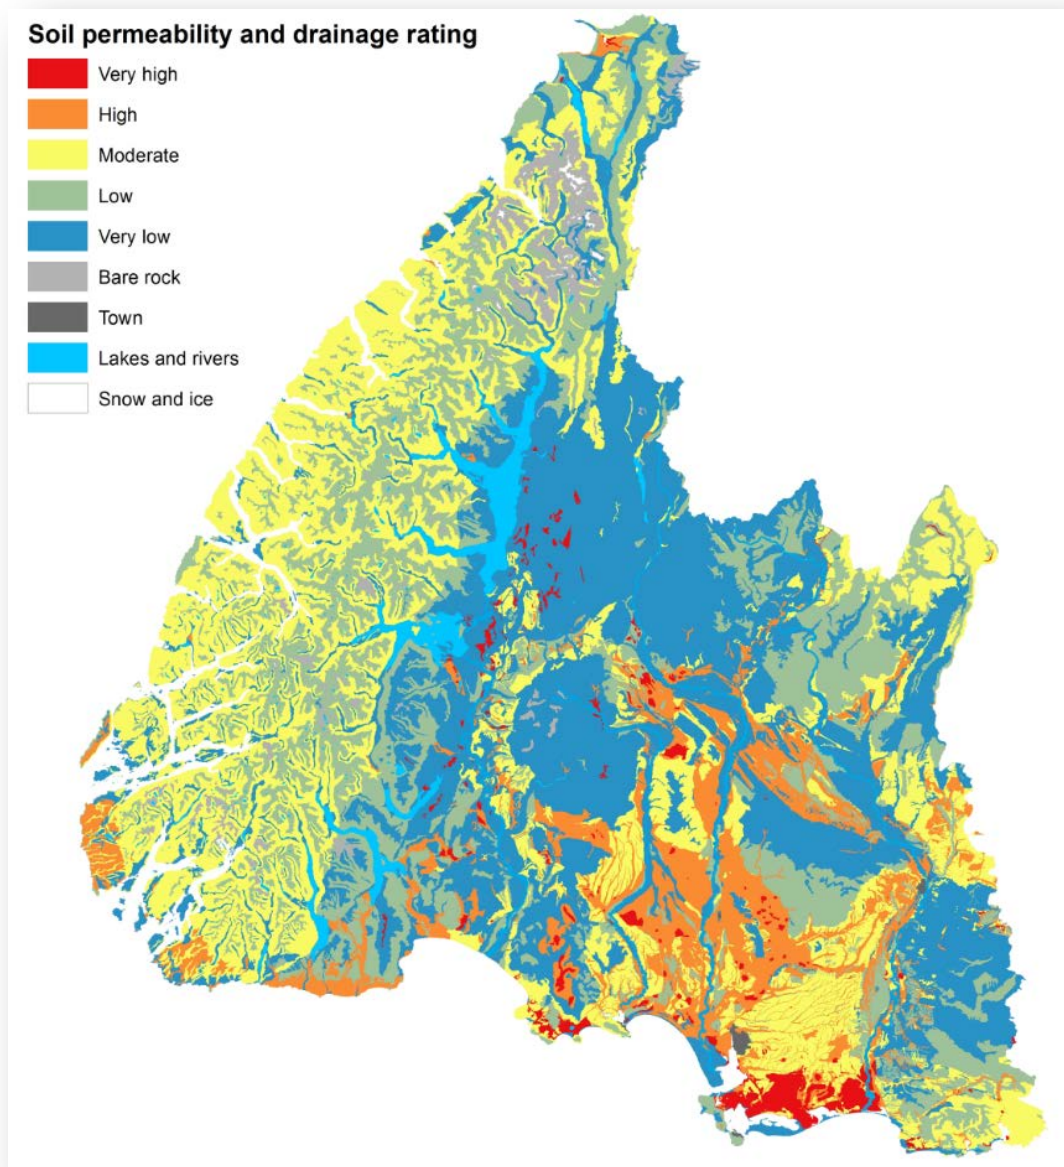 Soil permeability and drainage rating
Very high
High
Moderate
Low
Very low
Bare rock
Town
Lakes and rivers
Snow and ice